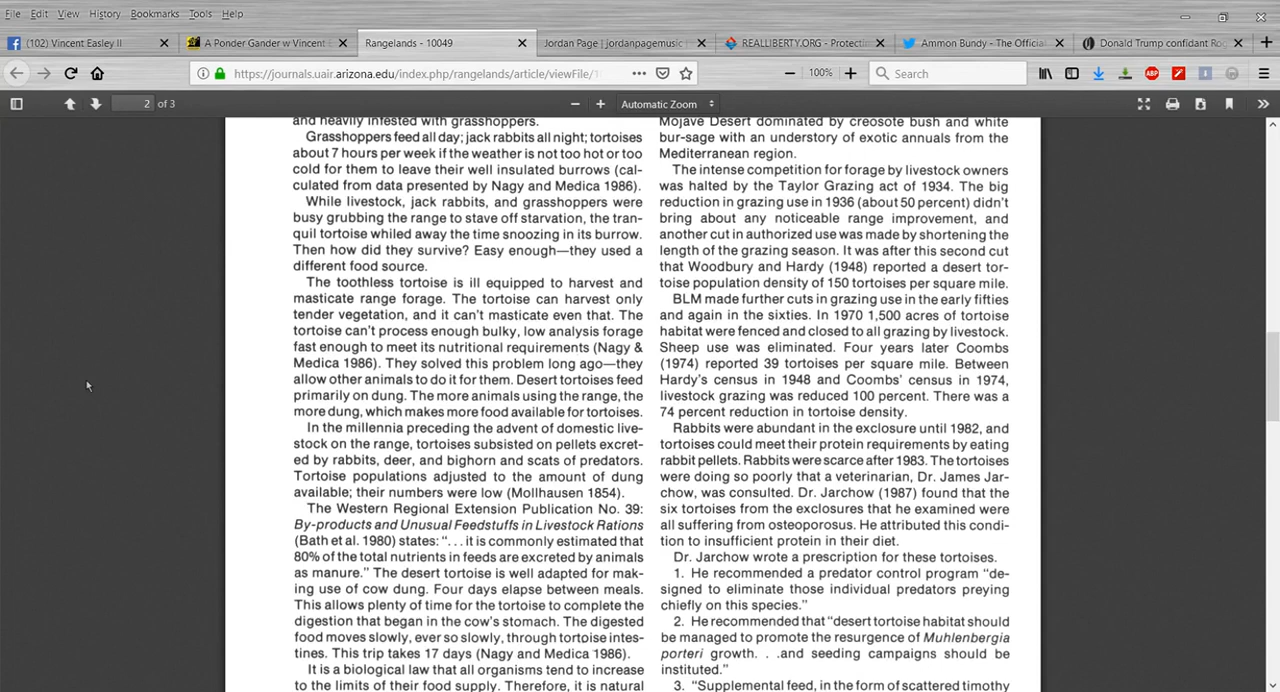 File Edit View History Bookmarks Tools Help
(102) Vincent Easley II
A Ponder Gander w Vincent
Rangelands - 10049
Jordan Page | jordanpagemusic
REALLIBERTY.ORG - Protectin
Ammon Bundy - The Official
Donald Trump confidant Rog
https://journals.uair.arizona.edu/index.php/rangelands/article/viewFile/1
100%
Search
ABP
2 of 3
Automatic Zoom
and heavily infested with grasshoppers.
Grasshoppers feed all day; jack rabbits all night; tortoises
about 7 hours per week if the weather is not too hot or too
cold for them to leave their well insulated burrows (cal-
culated from data presented by Nagy and Medica 1986).
While livestock, jack rabbits, and grasshoppers were
busy grubbing the range to stave off starvation, the tran-
quil tortoise whiled away the time snoozing in its burrow.
Then how did they survive? Easy enough—they used a
different food source.
The toothless tortoise is ill equipped to harvest and
masticate range forage. The tortoise can harvest only
tender vegetation, and it can't masticate even that. The
tortoise can't process enough bulky, low analysis forage
fast enough to meet its nutritional requirements (Nagy &
Medica 1986). They solved this problem long ago—they
allow other animals to do it for them. Desert tortoises feed
primarily on dung. The more animals using the range, the
more dung, which makes more food available for tortoises.
In the millennia preceding the advent of domestic live-
stock on the range, tortoises subsisted on pellets excret-
ed by rabbits, deer, and bighorn and scats of predators.
Tortoise populations adjusted to the amount of dung
available; their numbers were low (Mollhausen 1854).
The Western Regional Extension Publication No. 39:
By-products and Unusual Feedstuffs in Livestock Rations
(Bath et al. 1980) states: “. . . it is commonly estimated that
80% of the total nutrients in feeds are excreted by animals
as manure.” The desert tortoise is well adapted for mak-
ing use of cow dung. Four days elapse between meals.
This allows plenty of time for the tortoise to complete the
digestion that began in the cow's stomach. The digested
food moves slowly, ever so slowly, through tortoise intes-
tines. This trip takes 17 days (Nagy and Medica 1986).
It is a biological law that all organisms tend to increase
to the limits of their food supply. Therefore, it is natural
Mojave Desert dominated by creosote bush and white
bur-sage with an understory of exotic annuals from the
Mediterranean region.
The intense competition for forage by livestock owners
was halted by the Taylor Grazing act of 1934. The big
reduction in grazing use in 1936 (about 50 percent) didn't
bring about any noticeable range improvement, and
another cut in authorized use was made by shortening the
length of the grazing season. It was after this second cut
that Woodbury and Hardy (1948) reported a desert tor-
toise population density of 150 tortoises per square mile.
BLM made further cuts in grazing use in the early fifties
and again in the sixties. In 1970 1,500 acres of tortoise
habitat were fenced and closed to all grazing by livestock.
Sheep use was eliminated. Four years later Coombs
(1974) reported 39 tortoises per square mile. Between
Hardy's census in 1948 and Coombs' census in 1974,
livestock grazing was reduced 100 percent. There was a
74 percent reduction in tortoise density.
Rabbits were abundant in the exclosure until 1982, and
tortoises could meet their protein requirements by eating
rabbit pellets. Rabbits were scarce after 1983. The tortoises
were doing so poorly that a veterinarian, Dr. James Jar-
chow, was consulted. Dr. Jarchow (1987) found that the
six tortoises from the exclosures that he examined were
all suffering from osteoporosus. He attributed this condi-
tion to insufficient protein in their diet.
Dr. Jarchow wrote a prescription for these tortoises.
1. He recommended a predator control program “de-
signed to eliminate those individual predators preying
chiefly on this species.”
2. He recommended that “desert tortoise habitat should
be managed to promote the resurgence of Muhlenbergia
porteri growth. . .and seeding campaigns should be
instituted.”
3. “Supplemental feed, in the form of scattered timothy